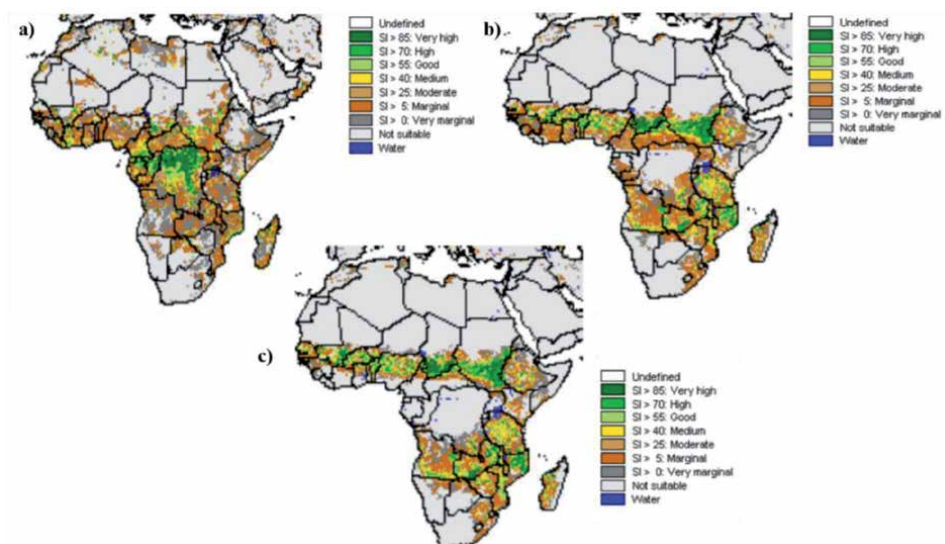 a)
Undefined
SI > 85: Very high
SI > 70: High
SI > 55: Good
SI > 40: Medium
SI > 25: Moderate
SI > 5: Marginal
SI > 0: Very marginal
Not suitable
Water
b)
Undefined
SI > 85: Very high
SI > 70: High
SI > 55: Good
SI > 40: Medium
SI > 25: Moderate
SI > 5: Marginal
SI > 0: Very marginal
Not suitable
Water
c)
Undefined
SI > 85: Very high
SI > 70: High
SI > 55: Good
SI > 40: Medium
SI > 25: Moderate
SI > 5: Marginal
SI > 0: Very marginal
Not suitable
Water